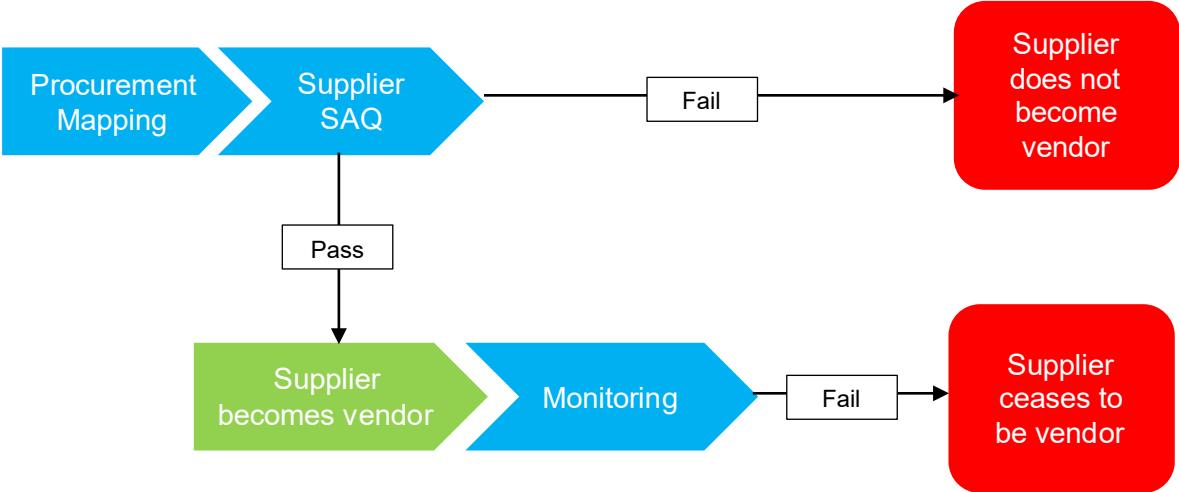 Procurement
Mapping
Supplier
SAQ
Fail
Supplier
does not
become
vendor
Pass
Supplier
becomes vendor
Monitoring
Fail
Supplier
ceases to
be vendor